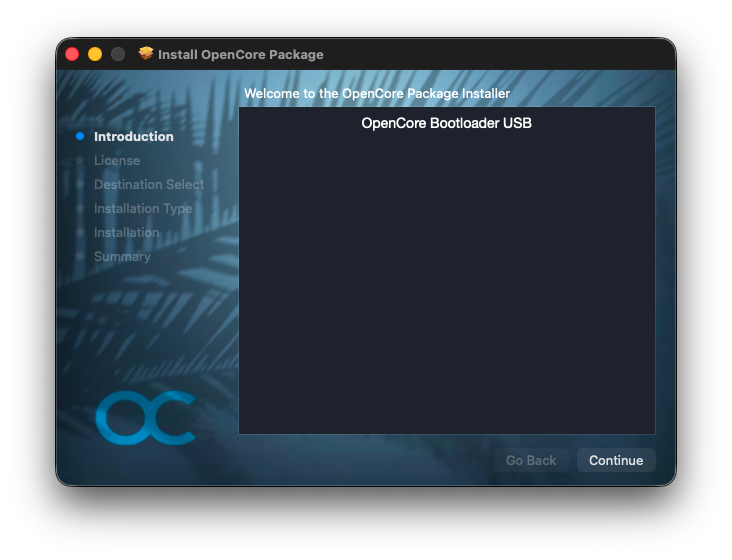 Install OpenCore Package
Welcome to the OpenCore Package Installer
Introduction
License
Destination Select
Installation Type
Installation
Summary
OpenCore Bootloader USB
OC
Go Back
Continue